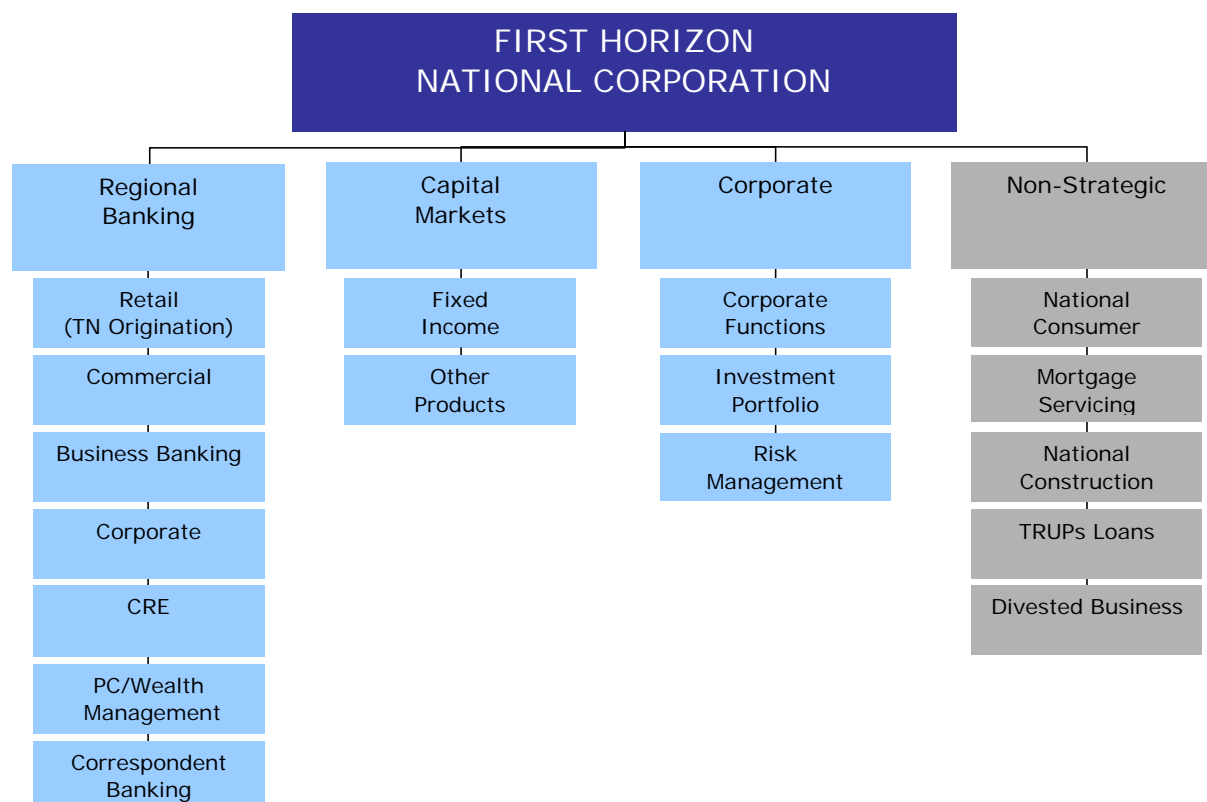 FIRST HORIZON
NATIONAL CORPORATION
Regional
Banking
Retail
(TN Origination)
Commercial
Business Banking
Corporate
CRE
PC/Wealth
Management
Correspondent
Banking
Capital
Markets
Fixed
Income
Other
Products
Corporate
Corporate
Functions
Investment
Portfolio
Risk
Management
Non-Strategic
National
Consumer
Mortgage
Servicing
National
Construction
TRUPs Loans
Divested Business